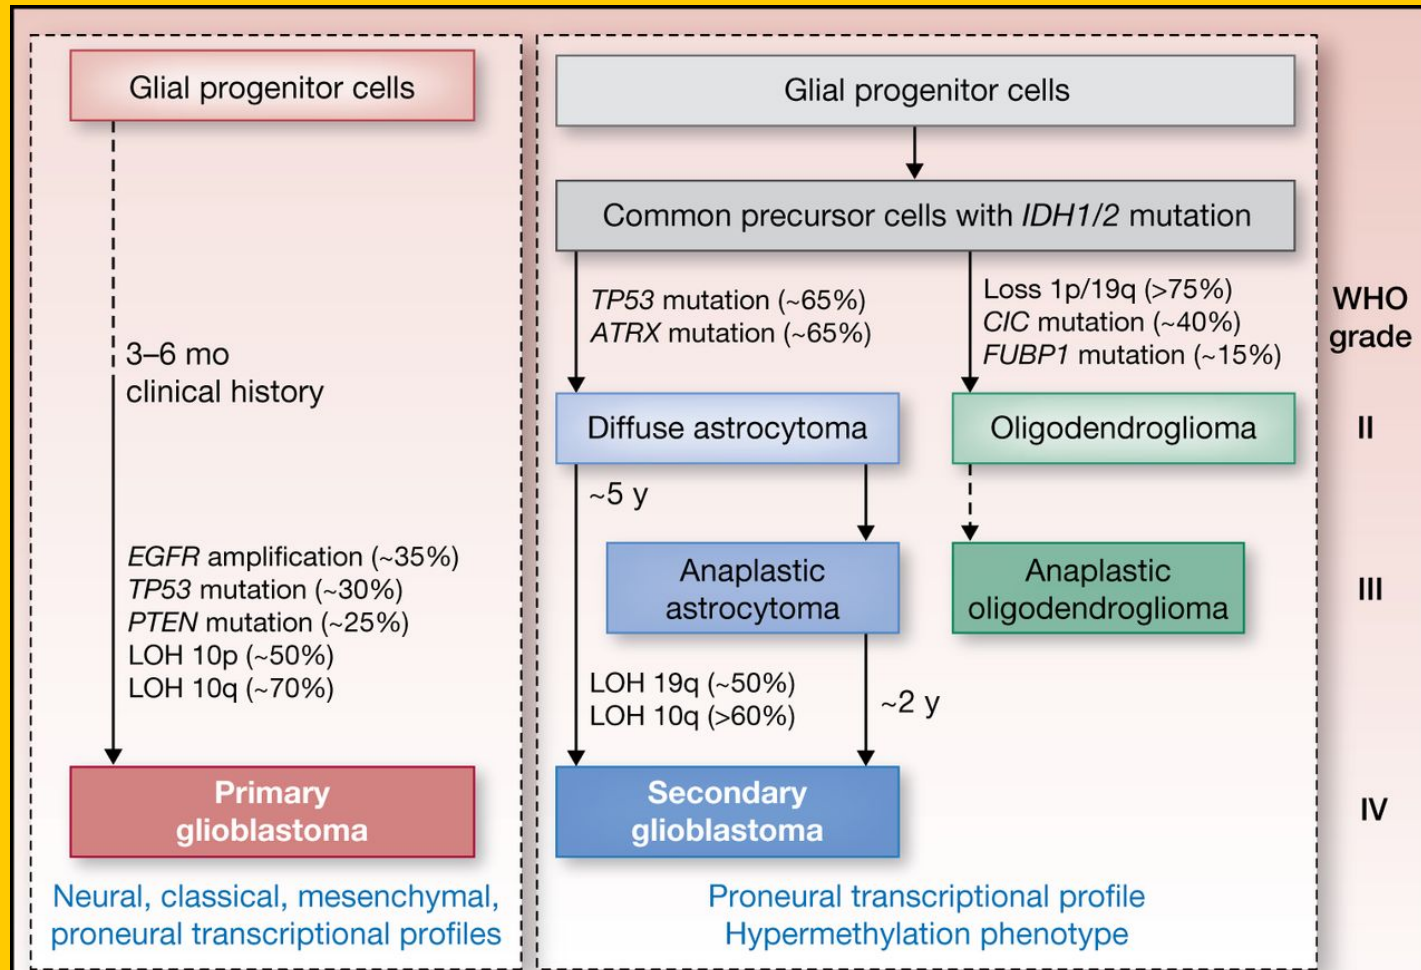 Glial progenitor cells
3–6 mo
clinical history
EGFR amplification (~35%)
TP53 mutation (~30%)
PTEN mutation (~25%)
LOH 10p (~50%)
LOH 10q (~70%)
Primary
glioblastoma
Neural, classical, mesenchymal,
proneural transcriptional profiles
Glial progenitor cells
Common precursor cells with IDH1/2 mutation
TP53 mutation (~65%)
ATRX mutation (~65%)
Loss 1p/19q (>75%)
CIC mutation (~40%)
FUBP1 mutation (~15%)
WHO
grade
Diffuse astrocytoma
Oligodendroglioma
II
~5 y
Anaplastic
astrocytoma
Anaplastic
oligodendroglioma
III
LOH 19q (~50%)
LOH 10q (>60%)
~2 y
Secondary
glioblastoma
IV
Proneural transcriptional profile
Hypermethylation phenotype